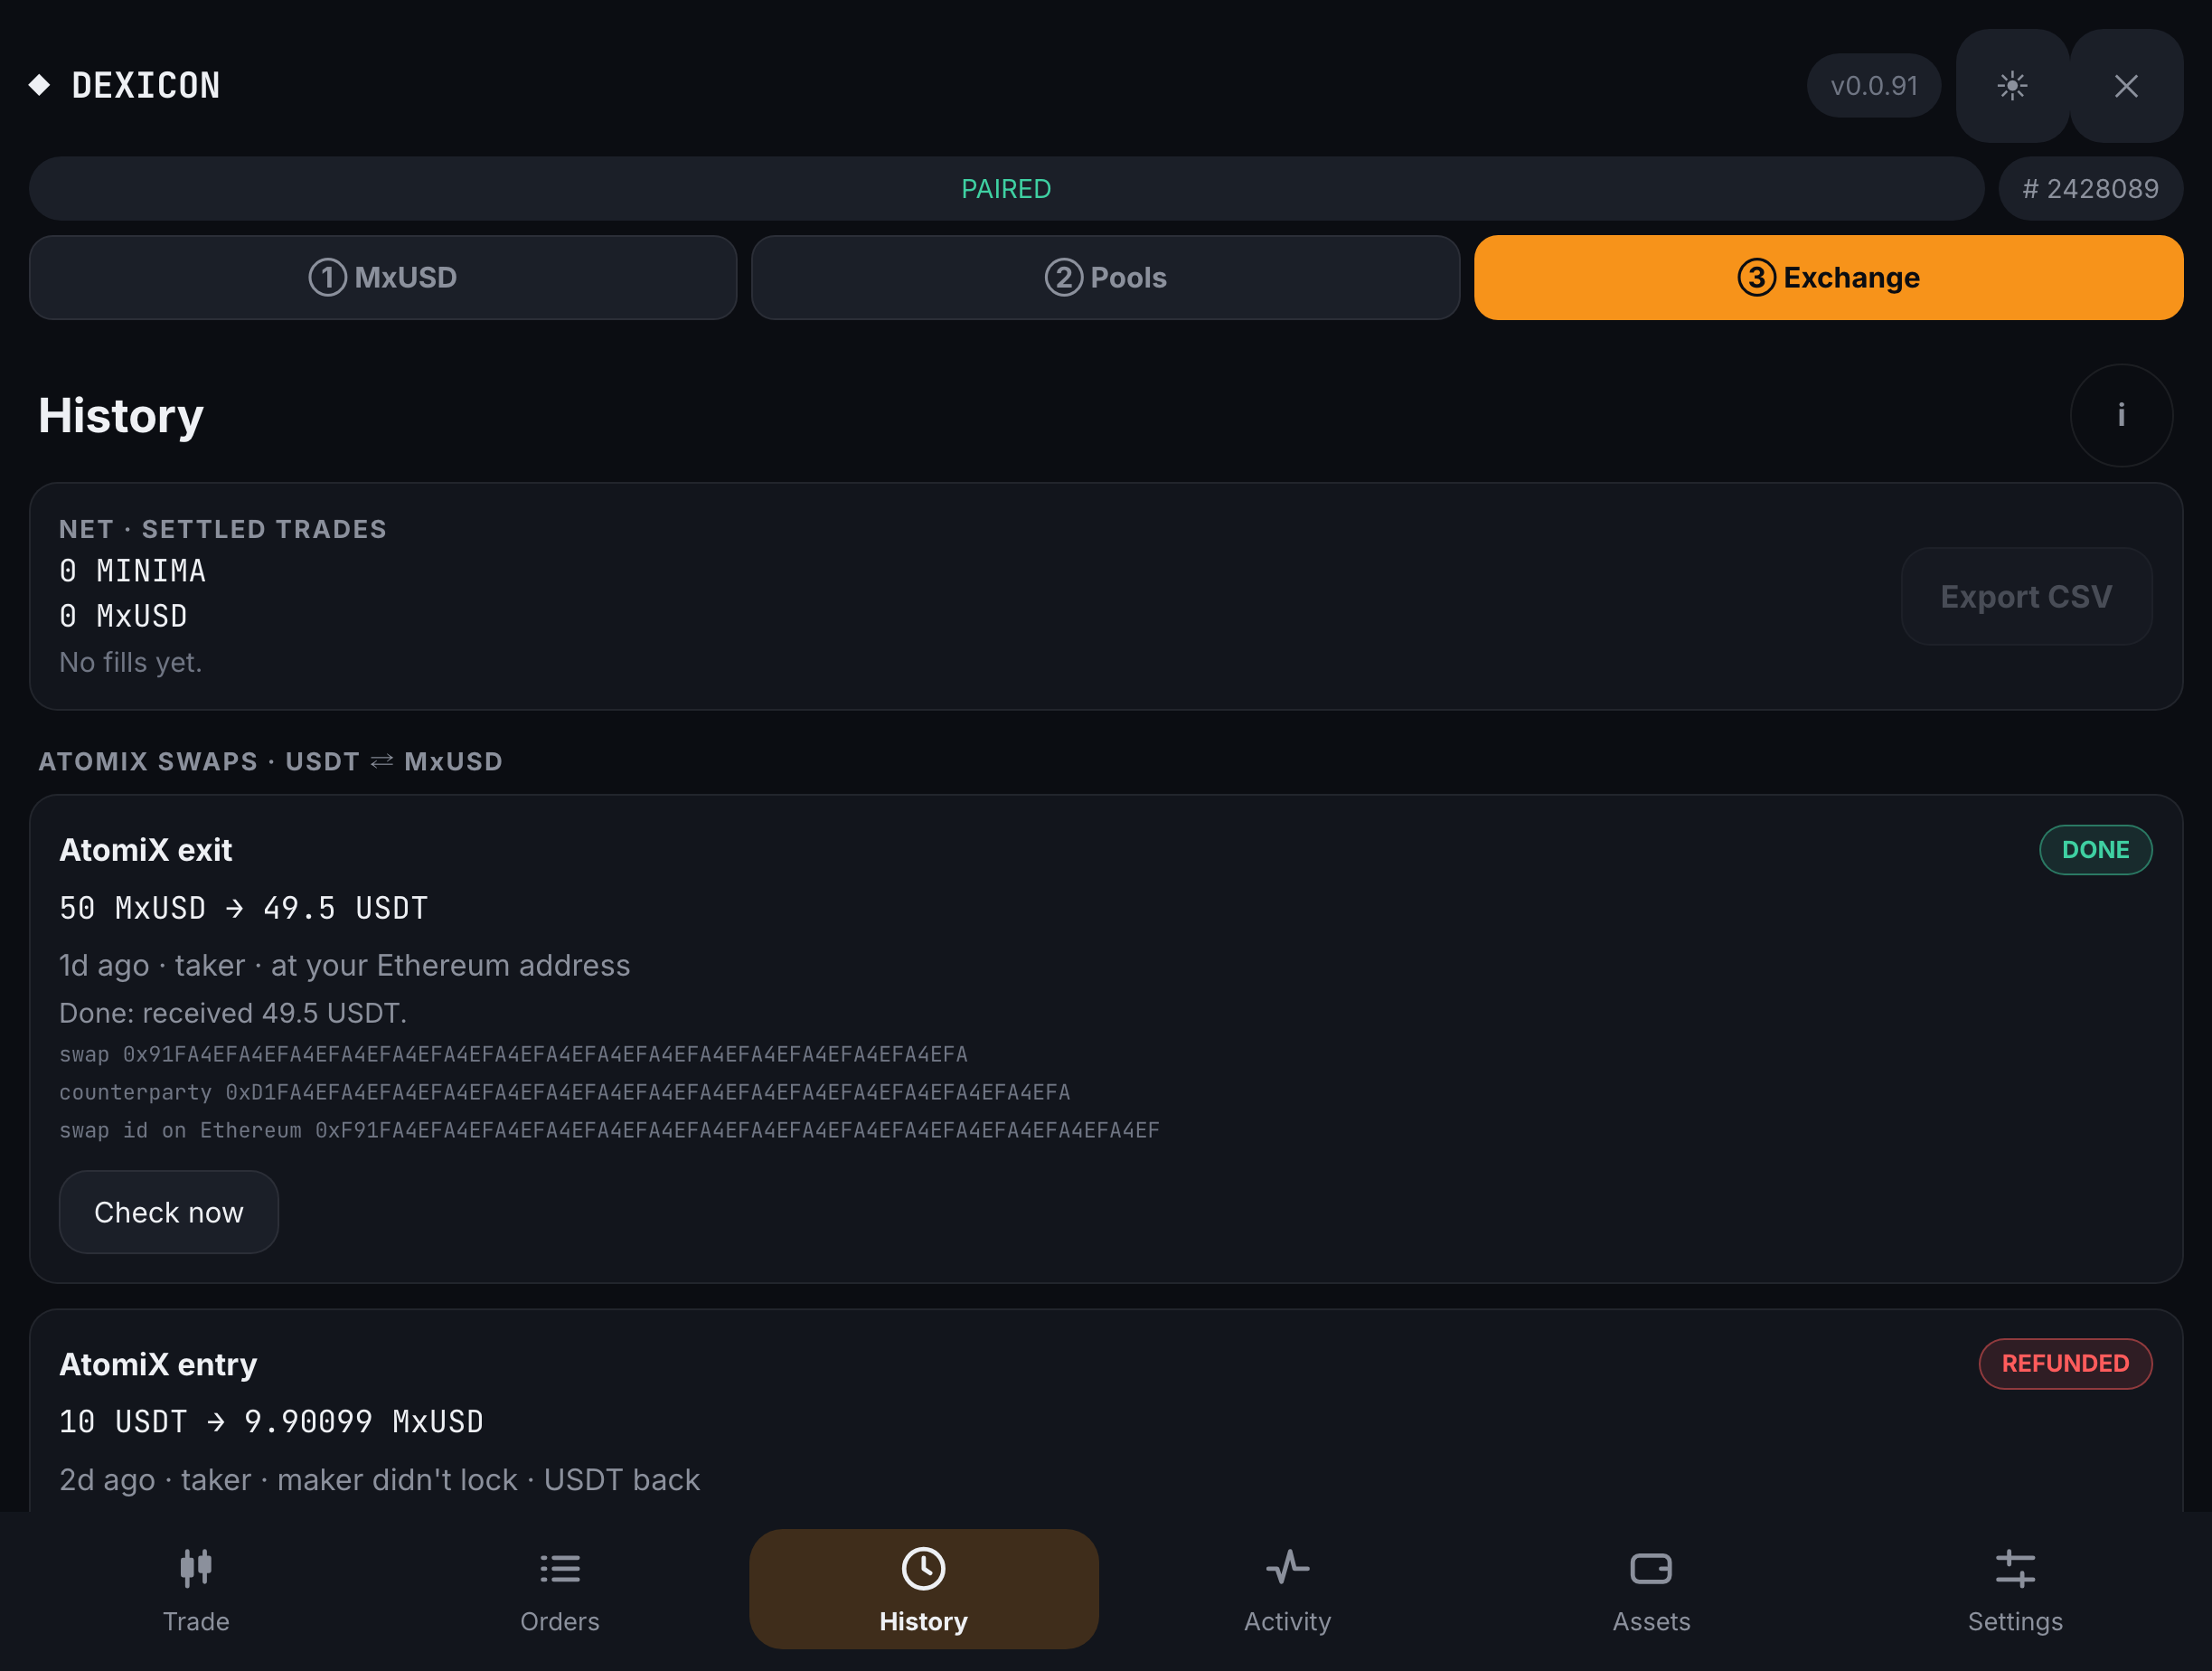 ◆ DEXICON
v0.0.91
PAIRED
# 2428089
① MxUSD
② Pools
③ Exchange
History
i
NET · SETTLED TRADES
0 MINIMA
0 MxUSD
No fills yet.
Export CSV
ATOMIX SWAPS · USDT ⇄ MxUSD
AtomiX exit
DONE
50 MxUSD → 49.5 USDT
1d ago · taker · at your Ethereum address
Done: received 49.5 USDT.
swap 0x91FA4EFA4EFA4EFA4EFA4EFA4EFA4EFA4EFA4EFA4EFA4EFA4EFA4EFA4EFA4EFA
counterparty 0xD1FA4EFA4EFA4EFA4EFA4EFA4EFA4EFA4EFA4EFA4EFA4EFA4EFA4EFA4EFA4EFA
swap id on Ethereum 0xF91FA4EFA4EFA4EFA4EFA4EFA4EFA4EFA4EFA4EFA4EFA4EFA4EFA4EFA4EFA4EF
Check now
AtomiX entry
REFUNDED
10 USDT → 9.90099 MxUSD
2d ago · taker · maker didn't lock · USDT back
Trade
Orders
History
Activity
Assets
Settings